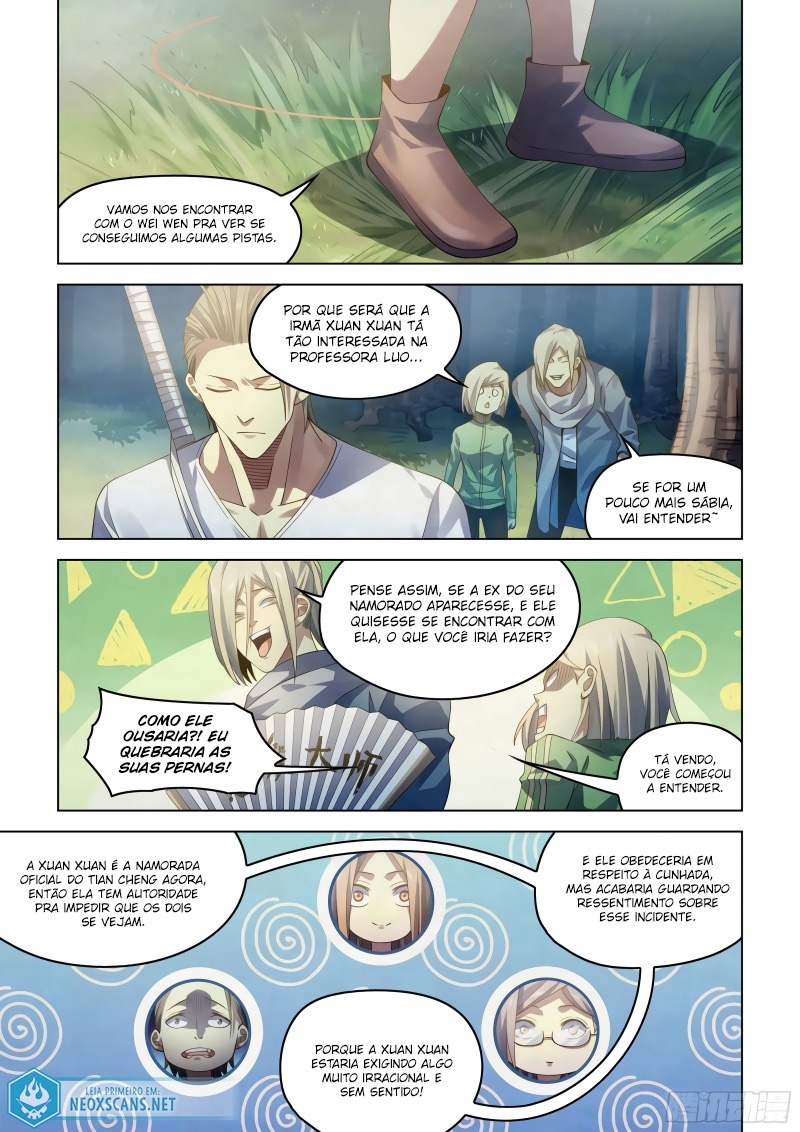 VAMOS NOS ENCONTRAR
COM O WEI WEN PRA VER SE
CONSEGUIMOS ALGUMAS PISTAS.
POR QUE SERÁ QUE A
IRMÃ XUAN XUAN TÁ
TÃO INTERESSADA NA
PROFESSORA LUO...
SE FOR UM
POUCO MAIS SÁBIA,
VAI ENTENDER~
PENSE ASSIM, SE A EX DO SEU
NAMORADO APARECESSE, E ELE
QUISESSE SE ENCONTRAR COM
ELA, O QUE VOCÊ IRIA FAZER?
COMO ELE
OUSARIA?! EU
QUEBRARIA AS
SUAS PERNAS!
大师
TÁ VENDO,
VOCÊ COMEÇOU
A ENTENDER.
A XUAN XUAN É A NAMORADA
OFICIAL DO TIAN CHENG AGORA,
ENTÃO ELA TEM AUTORIDADE
PRA IMPEDIR QUE OS DOIS
SE VEJAM.
E ELE OBEDECERIA EM
RESPEITO À CUNHADA,
MAS ACABARIA GUARDANDO
RESSENTIMENTO SOBRE
ESSE INCIDENTE.
PORQUE A XUAN XUAN
ESTARIA EXIGINDO ALGO
MUITO IRRACIONAL E
SEM SENTIDO!
LEIA PRIMEIRO EM:
NEOXSCANS.NET
腾讯动漫